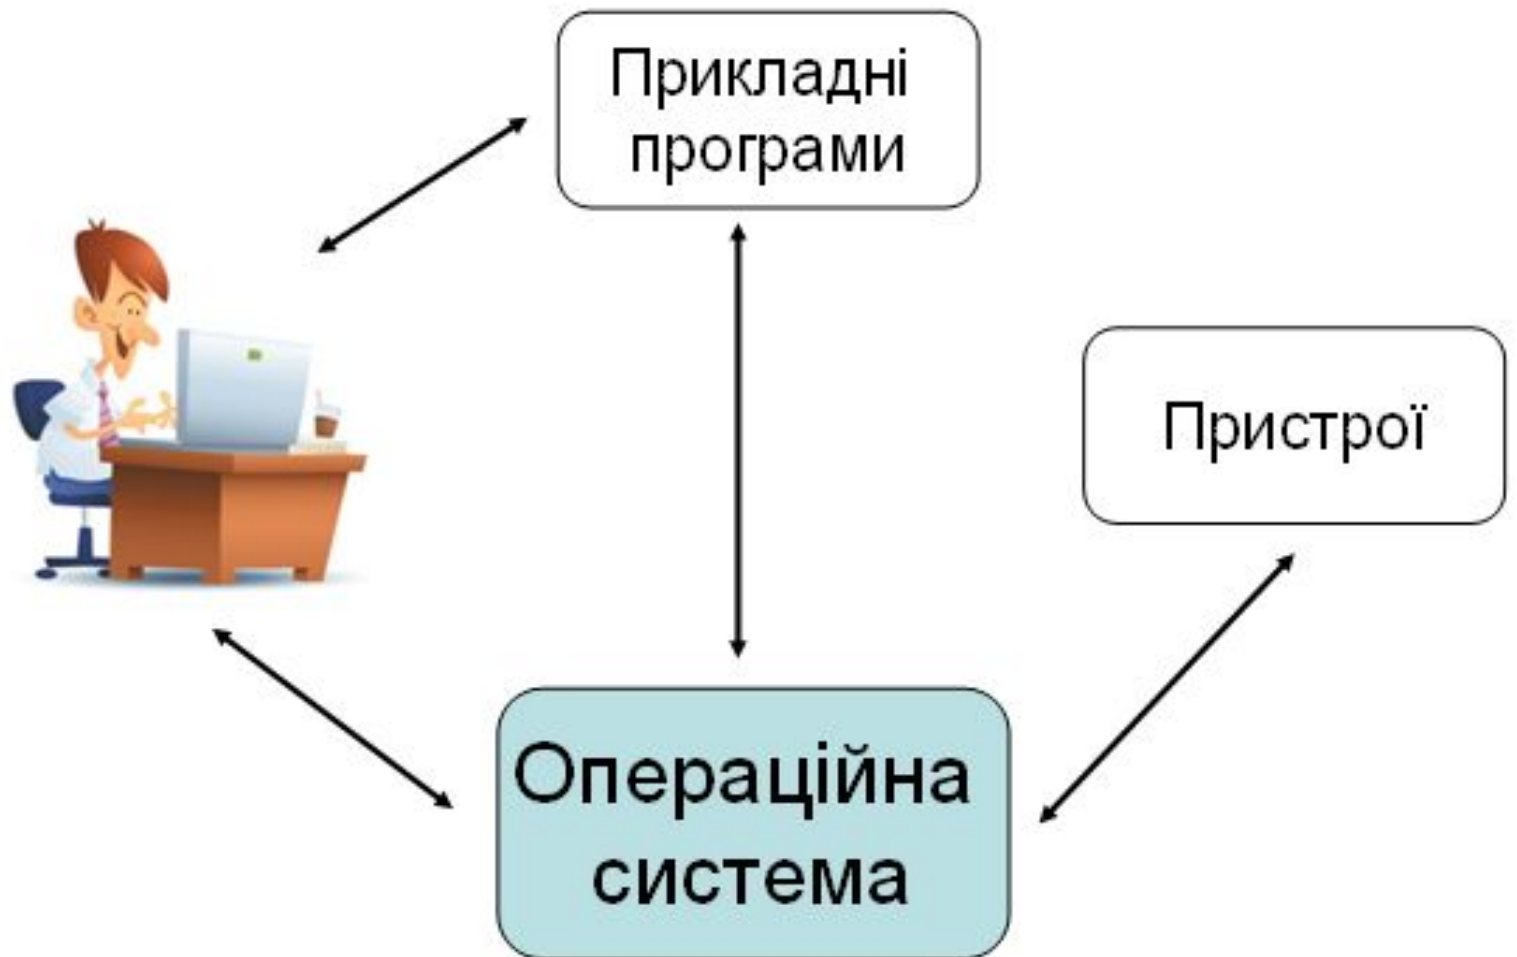 Прикладні
програми
Пристрої
Операційна
система